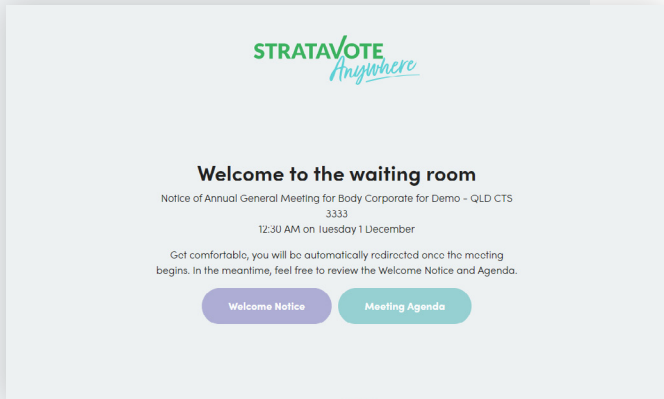 STRATAVOTE
Anywhere
Welcome to the waiting room
Notice of Annual General Meeting for Body Corporate for Demo - QLD CTS
3333
12:30 AM on Tuesday 1 December
Get comfortable, you will be automatically redirected once the meeting
begins. In the meantime, feel free to review the Welcome Notice and Agenda.
Welcome Notice
Meeting Agenda